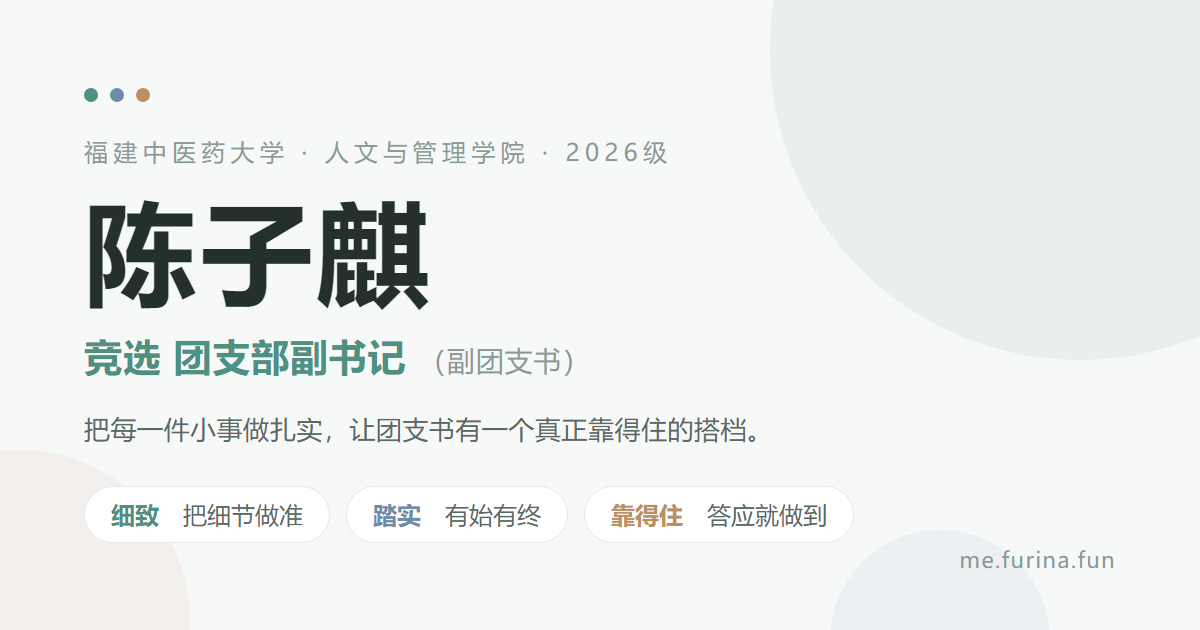 福建中医药大学 · 人文与管理学院 · 2026级
陈子麒
竞选 团支部副书记 （副团支书）
把每一件小事做扎实，让团支书有一个真正靠得住的搭档。
细致 把细节做准 踏实 有始有终 靠得住 答应就做到
me.furina.fun